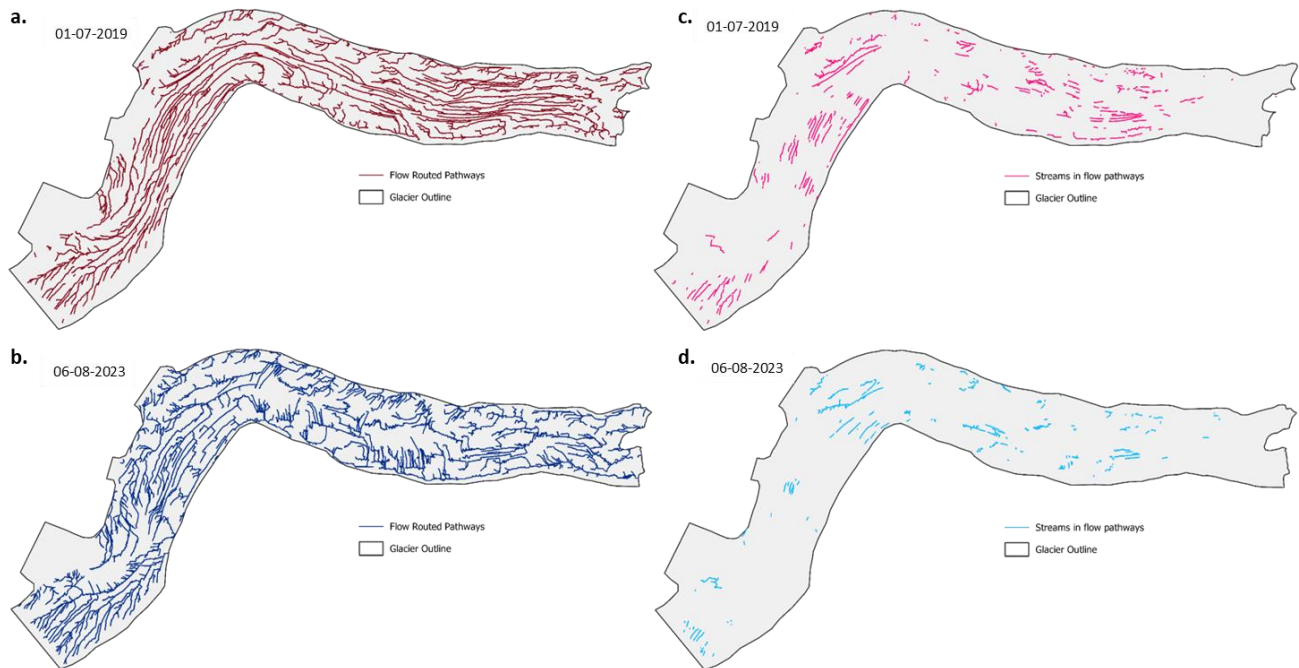 a.
01-07-2019
Flow Routed Pathways
Glacier Outline
c.
01-07-2019
Streams in flow pathways
Glacier Outline
b.
06-08-2023
Flow Routed Pathways
Glacier Outline
d.
06-08-2023
Streams in flow pathways
Glacier Outline